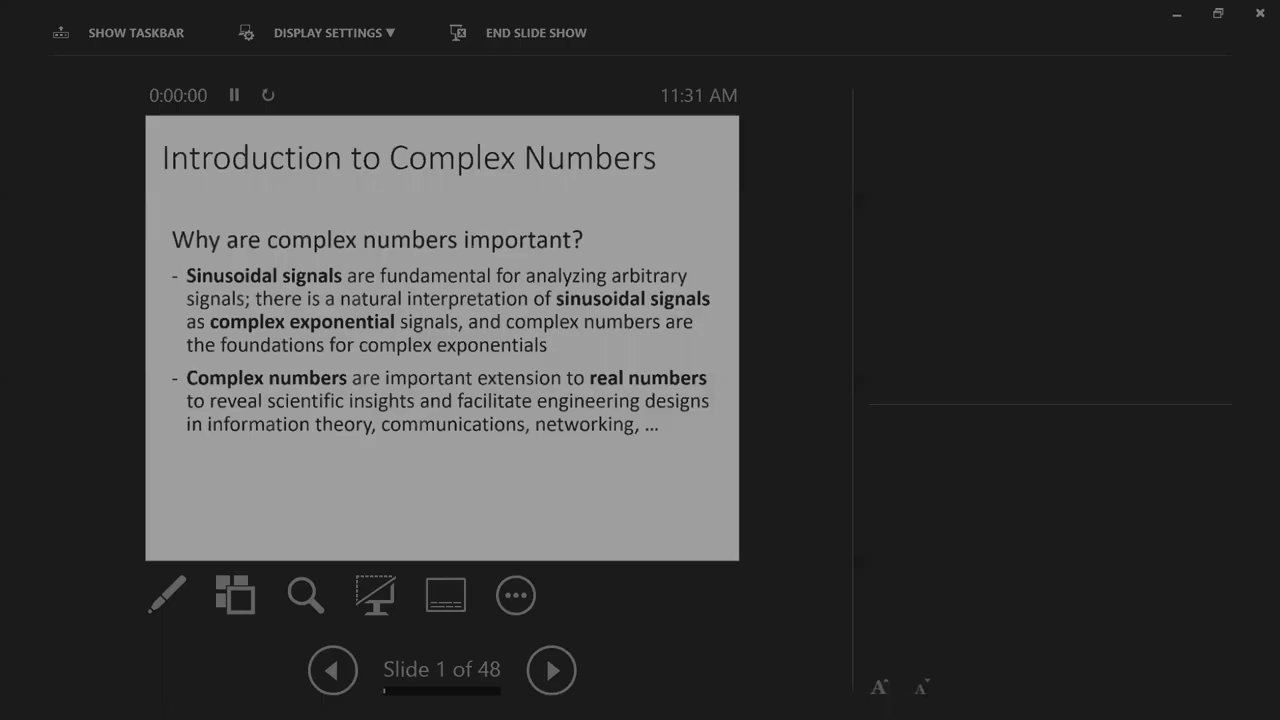 SHOW TASKBAR DISPLAY SETTINGS ▼ END SLIDE SHOW
0:00:00 11:31 AM
Introduction to Complex Numbers
Why are complex numbers important?
- Sinusoidal signals are fundamental for analyzing arbitrary
signals; there is a natural interpretation of sinusoidal signals
as complex exponential signals, and complex numbers are
the foundations for complex exponentials
- Complex numbers are important extension to real numbers
to reveal scientific insights and facilitate engineering designs
in information theory, communications, networking, ...
Slide 1 of 48
A A